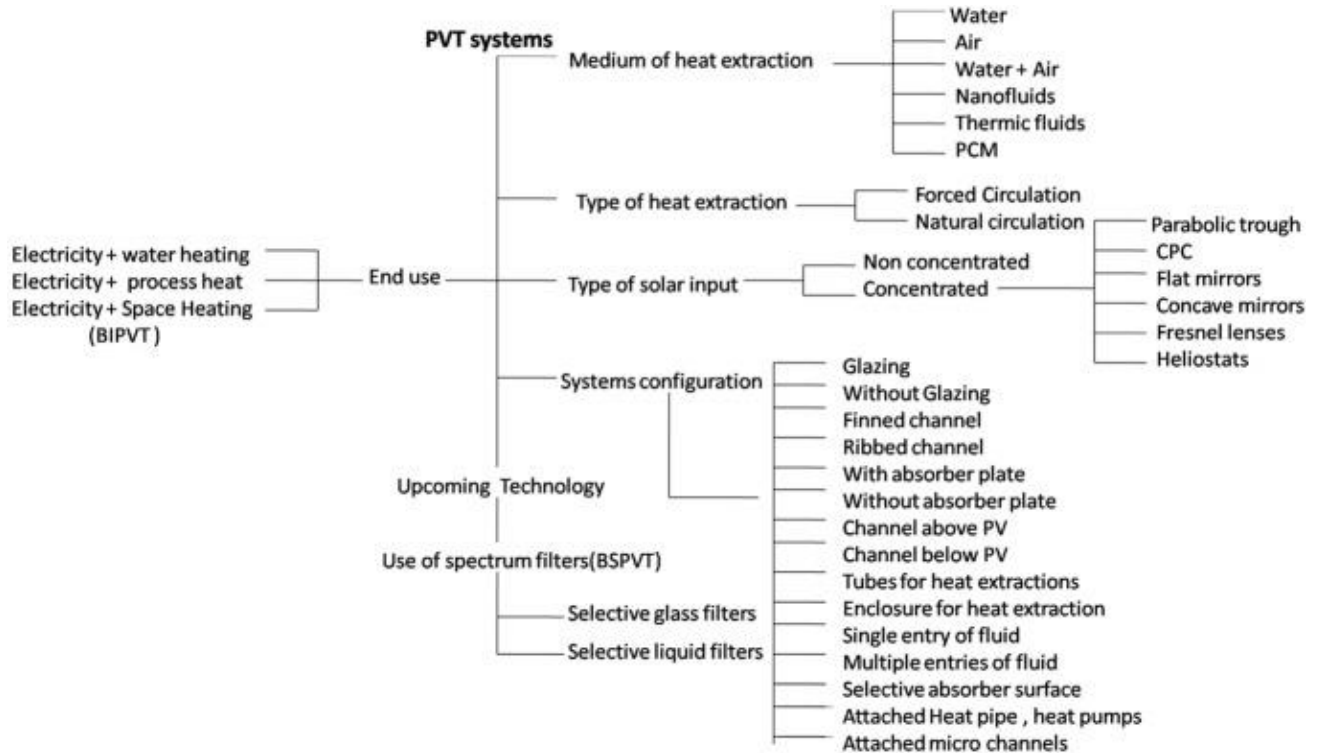 PVT systems
Medium of heat extraction
Water
Air
Water + Air
Nanofluids
Thermic fluids
PCM
Type of heat extraction
Forced Circulation
Natural circulation
Electricity + water heating
Electricity + process heat
Electricity + Space Heating
(BIPVT)
End use
Type of solar input
Non concentrated
Concentrated
Parabolic trough
CPC
Flat mirrors
Concave mirrors
Fresnel lenses
Heliostats
Systems configuration
Glazing
Without Glazing
Finned channel
Ribbed channel
With absorber plate
Without absorber plate
Channel above PV
Channel below PV
Tubes for heat extractions
Enclosure for heat extraction
Single entry of fluid
Multiple entries of fluid
Selective absorber surface
Attached Heat pipe , heat pumps
Attached micro channels
Upcoming Technology
Use of spectrum filters(BSPVT)
Selective glass filters
Selective liquid filters